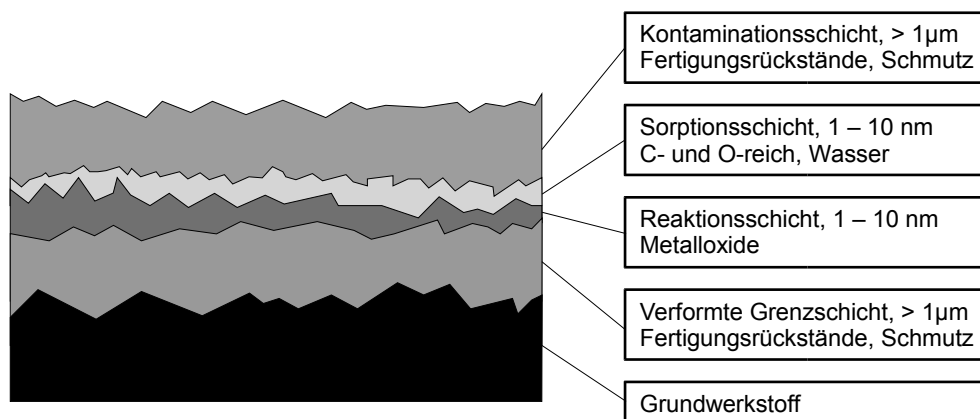 Kontaminationsschicht, > 1µm
Fertigungsrückstände, Schmutz
Sorptionsschicht, 1 – 10 nm
C- und O-reich, Wasser
Reaktionsschicht, 1 – 10 nm
Metalloxide
Verformte Grenzschicht, > 1µm
Fertigungsrückstände, Schmutz
Grundwerkstoff